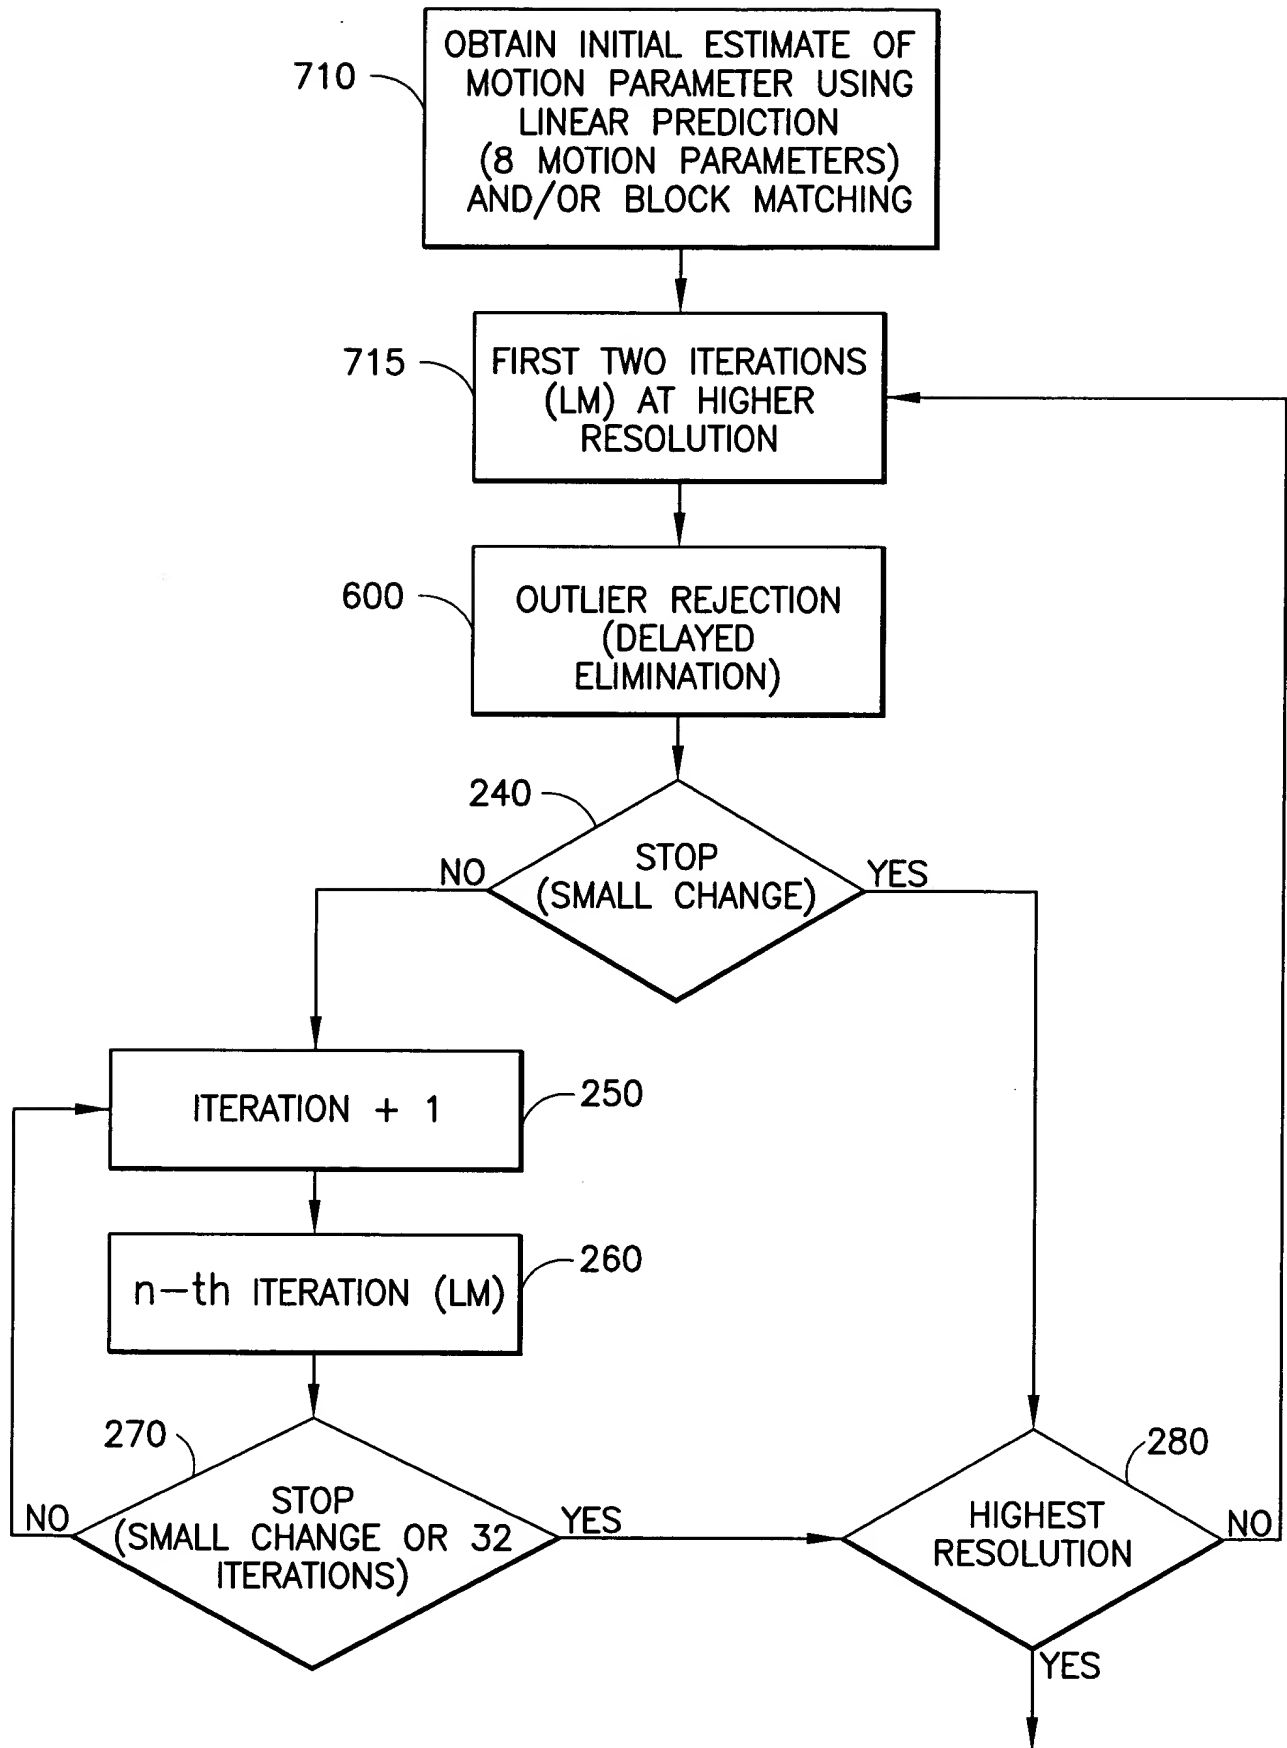 OBTAIN INITIAL ESTIMATE OF
MOTION PARAMETER USING
LINEAR PREDICTION
(8 MOTION PARAMETERS)
AND/OR BLOCK MATCHING
710
FIRST TWO ITERATIONS
(LM) AT HIGHER
RESOLUTION
715
OUTLIER REJECTION
(DELAYED
ELIMINATION)
600
240
STOP
(SMALL CHANGE)
NO
YES
ITERATION + 1
250
n-th ITERATION (LM)
260
270
STOP
(SMALL CHANGE OR 32
ITERATIONS)
NO
YES
280
HIGHEST
RESOLUTION
NO
YES